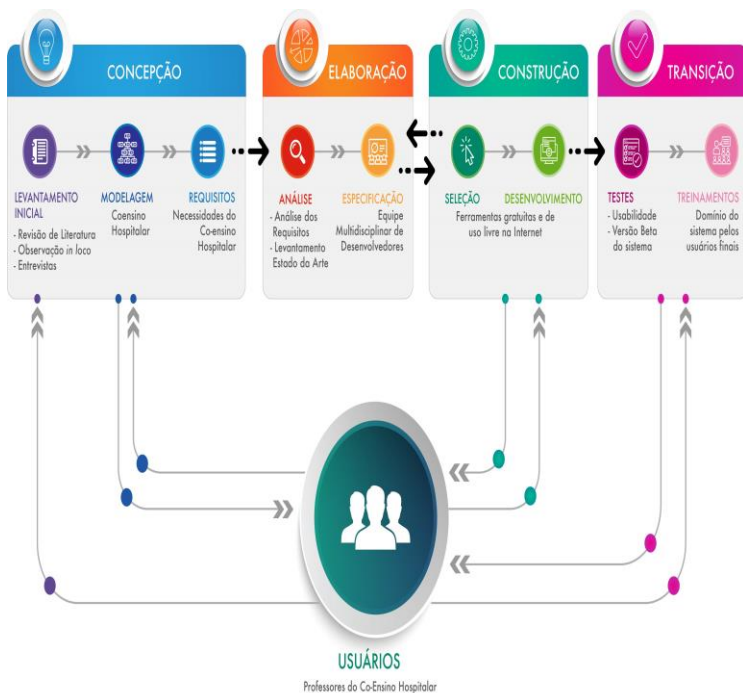 CONCEPÇÃO
LEVANTAMENTO
INICIAL
- Revisão de Literatura
- Observação in loco
- Entrevistas
MODELAGEM
Coensino
Hospitalar
REQUISITOS
Necessidades do
Co-ensino
Hospitalar
ELABORAÇÃO
ANÁLISE
- Análise dos
Requisitos
- Levantamento
Estado da Arte
ESPECIFICAÇÃO
Equipe
Multidisciplinar de
Desenvolvedores
CONSTRUÇÃO
SELEÇÃO
DESENVOLVIMENTO
Ferramentas gratuitas e de
uso livre na Internet
TRANSIÇÃO
TESTES
- Usabilidade
- Versão Beta
do sistema
TREINAMENTOS
Domínio do
sistema pelos
usuários finais
USUÁRIOS
Professores do Co-Ensino Hospitalar